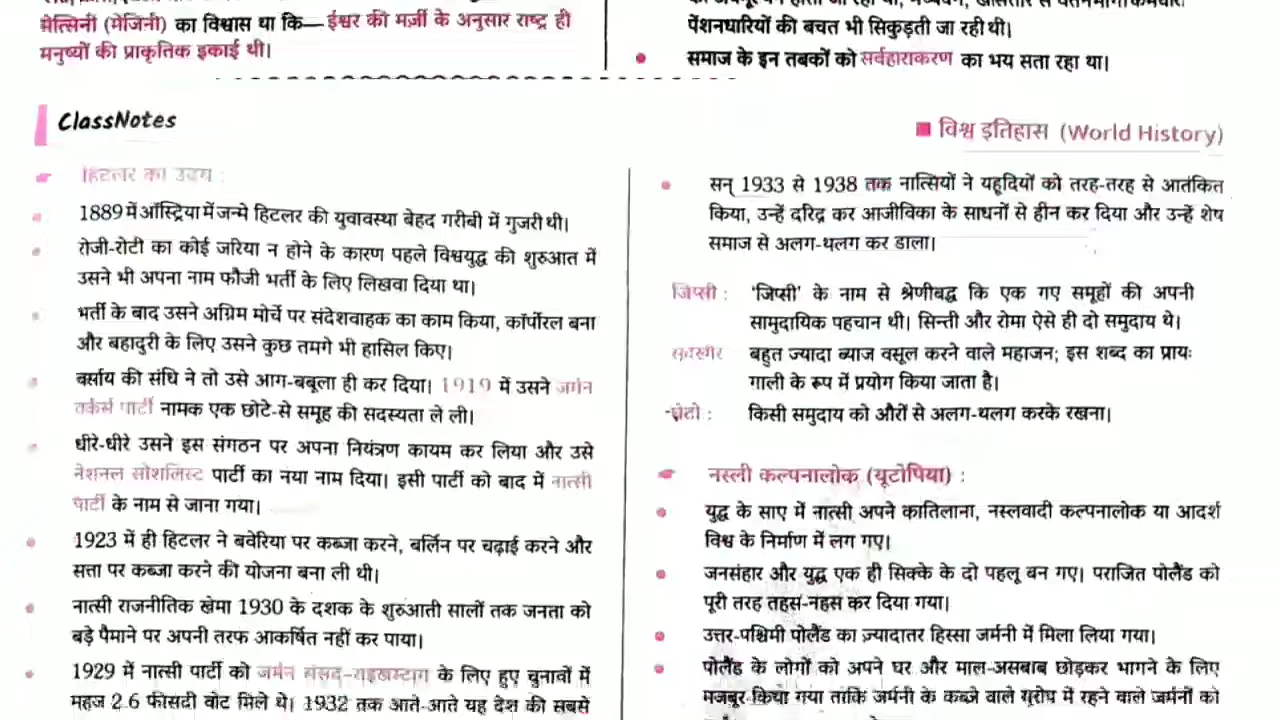 मेत्सिनी (मेजिनी) का विश्वास था कि— ईश्वर की मर्ज़ी के अनुसार राष्ट्र ही
मनुष्यों की प्राकृतिक इकाई थी।
पेंशनधारियों की बचत भी सिकुड़ती जा रही थी।
समाज के इन तबकों को सर्वहाराकरण का भय सता रहा था।
ClassNotes
विश्व इतिहास (World History)
हिटलर का उदय :
1889 में ऑस्ट्रिया में जन्मे हिटलर की युवावस्था बेहद गरीबी में गुजरी थी।
रोजी-रोटी का कोई जरिया न होने के कारण पहले विश्वयुद्ध की शुरुआत में
उसने भी अपना नाम फौजी भर्ती के लिए लिखवा दिया था।
भर्ती के बाद उसने अग्रिम मोर्चे पर संदेशवाहक का काम किया, कॉर्पोरल बना
और बहादुरी के लिए उसने कुछ तमगे भी हासिल किए।
वर्साय की संधि ने तो उसे आग-बबूला ही कर दिया। 1919 में उसने जर्मन
वर्कर्स पार्टी नामक एक छोटे-से समूह की सदस्यता ले ली।
धीरे-धीरे उसने इस संगठन पर अपना नियंत्रण कायम कर लिया और उसे
नेशनल सोशलिस्ट पार्टी का नया नाम दिया। इसी पार्टी को बाद में नात्सी
पार्टी के नाम से जाना गया।
1923 में ही हिटलर ने बवेरिया पर कब्जा करने, बर्लिन पर चढ़ाई करने और
सत्ता पर कब्जा करने की योजना बना ली थी।
नात्सी राजनीतिक खेमा 1930 के दशक के शुरुआती सालों तक जनता को
बड़े पैमाने पर अपनी तरफ आकर्षित नहीं कर पाया।
1929 में नात्सी पार्टी को जर्मन संसद-राइखस्टाग के लिए हुए चुनावों में
महज 2.6 फीसदी वोट मिले थे। 1932 तक आते-आते यह देश की सबसे
सन् 1933 से 1938 तक नात्सियों ने यहूदियों को तरह-तरह से आतंकित
किया, उन्हें दरिद्र कर आजीविका के साधनों से हीन कर दिया और उन्हें शेष
समाज से अलग-थलग कर डाला।
जिप्सी : 'जिप्सी' के नाम से श्रेणीबद्ध कि एक गए समूहों की अपनी
सामुदायिक पहचान थी। सिन्ती और रोमा ऐसे ही दो समुदाय थे।
सूदखोर बहुत ज्यादा ब्याज वसूल करने वाले महाजन; इस शब्द का प्रायः
गाली के रूप में प्रयोग किया जाता है।
घेटो : किसी समुदाय को औरों से अलग-थलग करके रखना।
नस्ली कल्पनालोक (यूटोपिया) :
युद्ध के साए में नात्सी अपने कातिलाना, नस्लवादी कल्पनालोक या आदर्श
विश्व के निर्माण में लग गए।
जनसंहार और युद्ध एक ही सिक्के के दो पहलू बन गए। पराजित पोलैंड को
पूरी तरह तहस-नहस कर दिया गया।
उत्तर-पश्चिमी पोलैंड का ज़्यादातर हिस्सा जर्मनी में मिला लिया गया।
पोलैंड के लोगों को अपने घर और माल-असबाब छोड़कर भागने के लिए
मजबूर किया गया ताकि जर्मनी के कब्जे वाले यूरोप में रहने वाले जर्मनों को